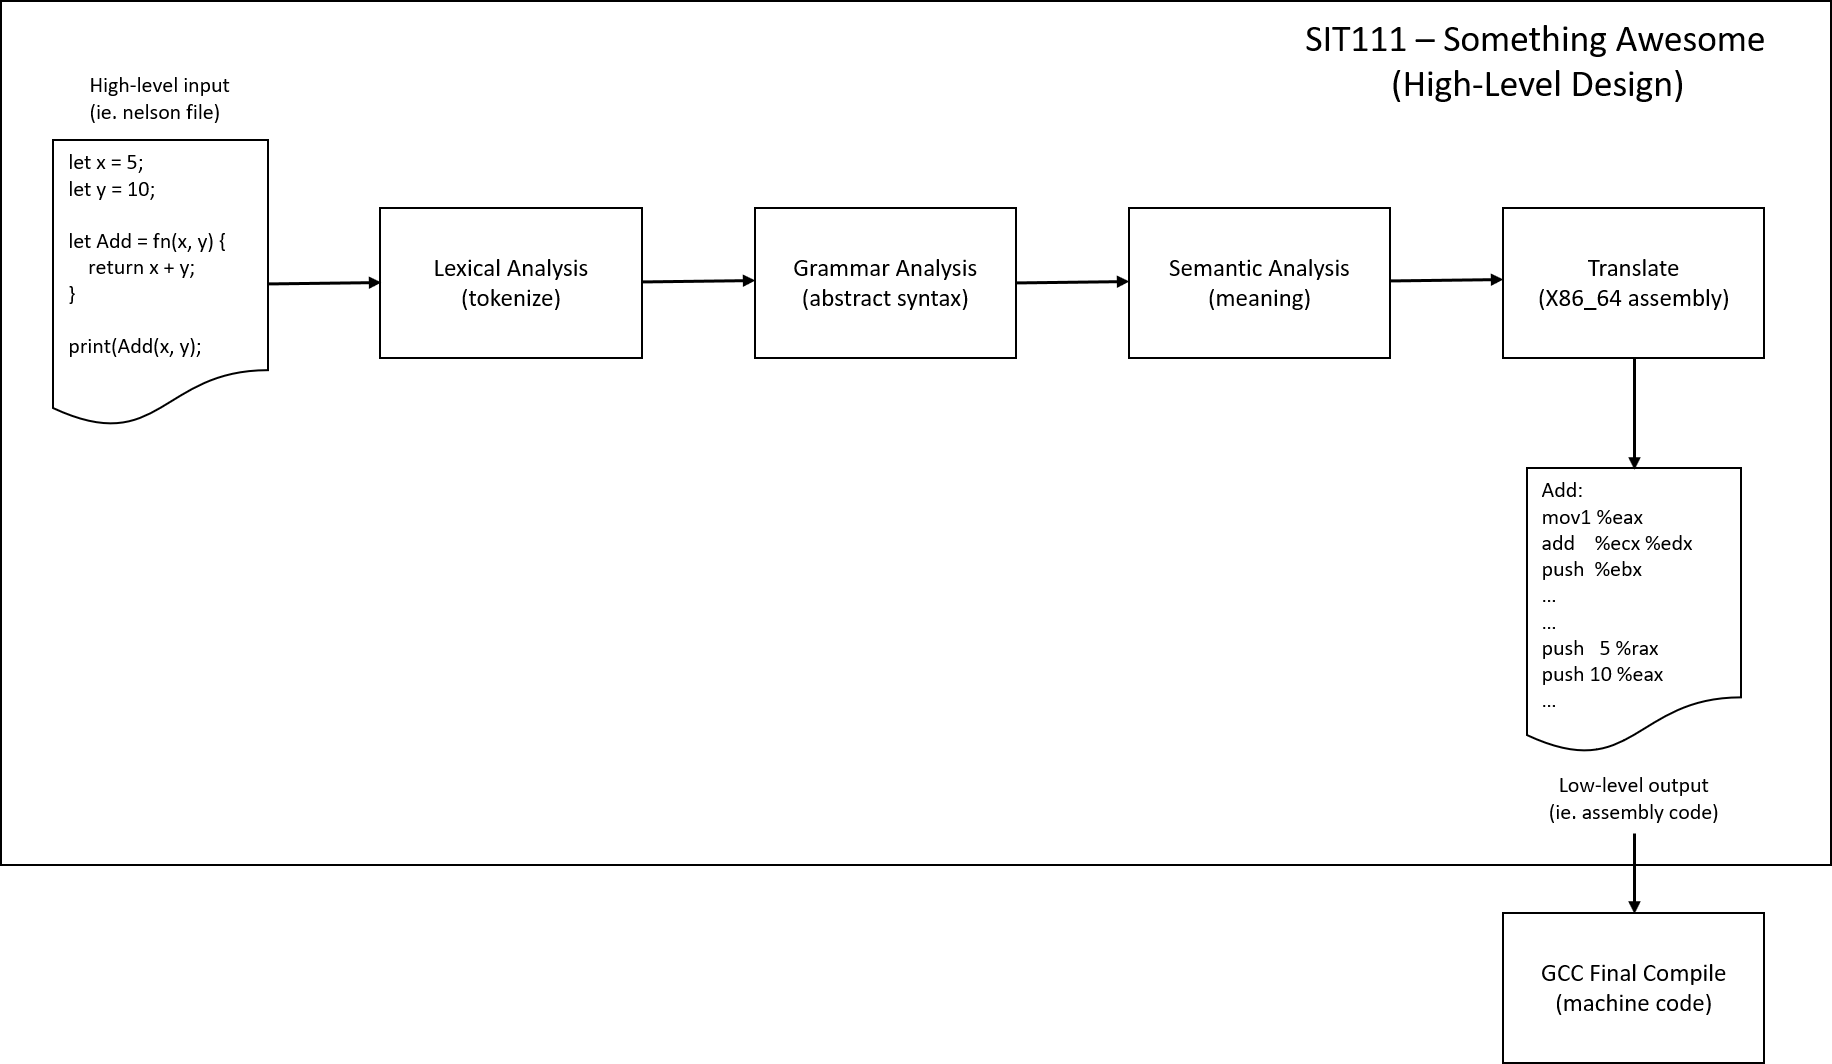 SIT111 – Something Awesome
(High-Level Design)
High-level input
(ie. nelson file)
let x = 5;
let y = 10;
let Add = fn(x, y) {
return x + y;
}
print(Add(x, y);
Lexical Analysis
(tokenize)
Grammar Analysis
(abstract syntax)
Semantic Analysis
(meaning)
Translate
(X86_64 assembly)
Add:
mov1 %eax
add %ecx %edx
push %ebx
...
...
push 5 %rax
push 10 %eax
...
Low-level output
(ie. assembly code)
GCC Final Compile
(machine code)